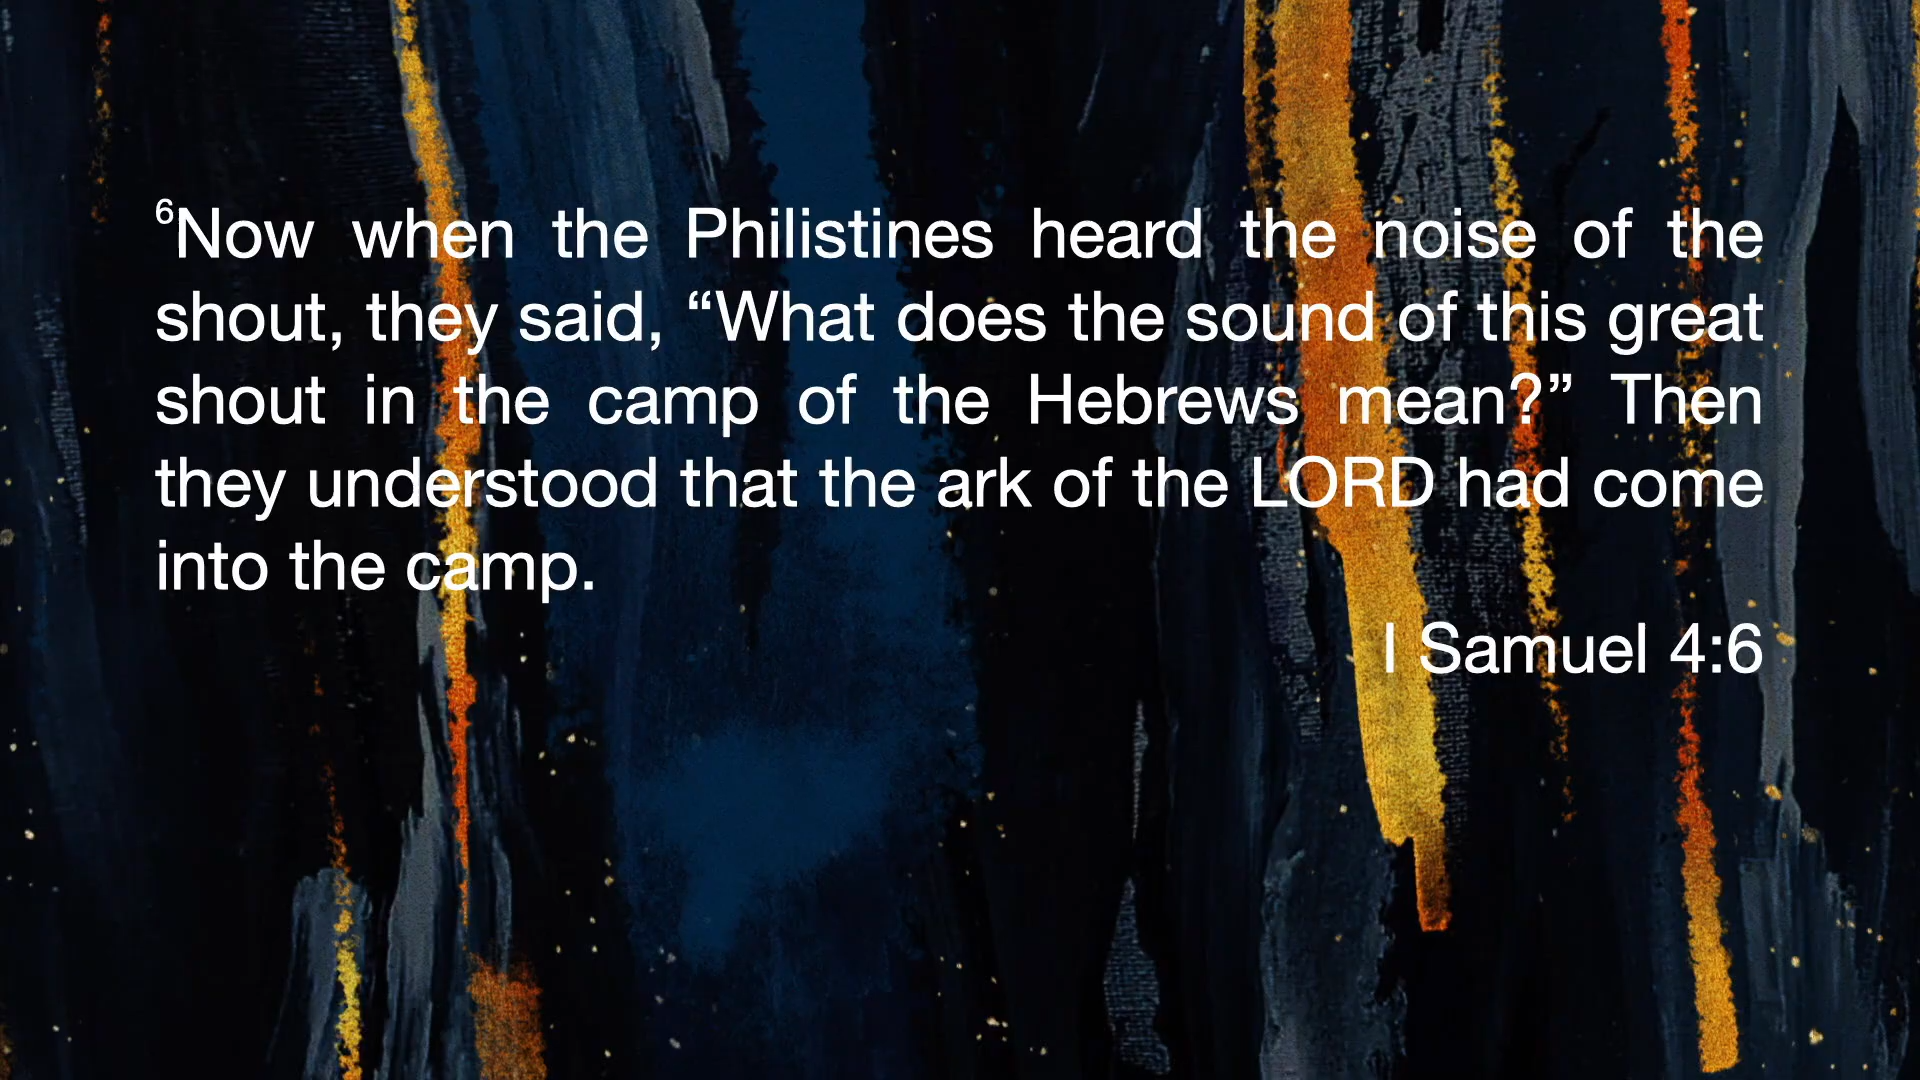 ⁶Now when the Philistines heard the noise of the
shout, they said, “What does the sound of this great
shout in the camp of the Hebrews mean?” Then
they understood that the ark of the LORD had come
into the camp.
I Samuel 4:6